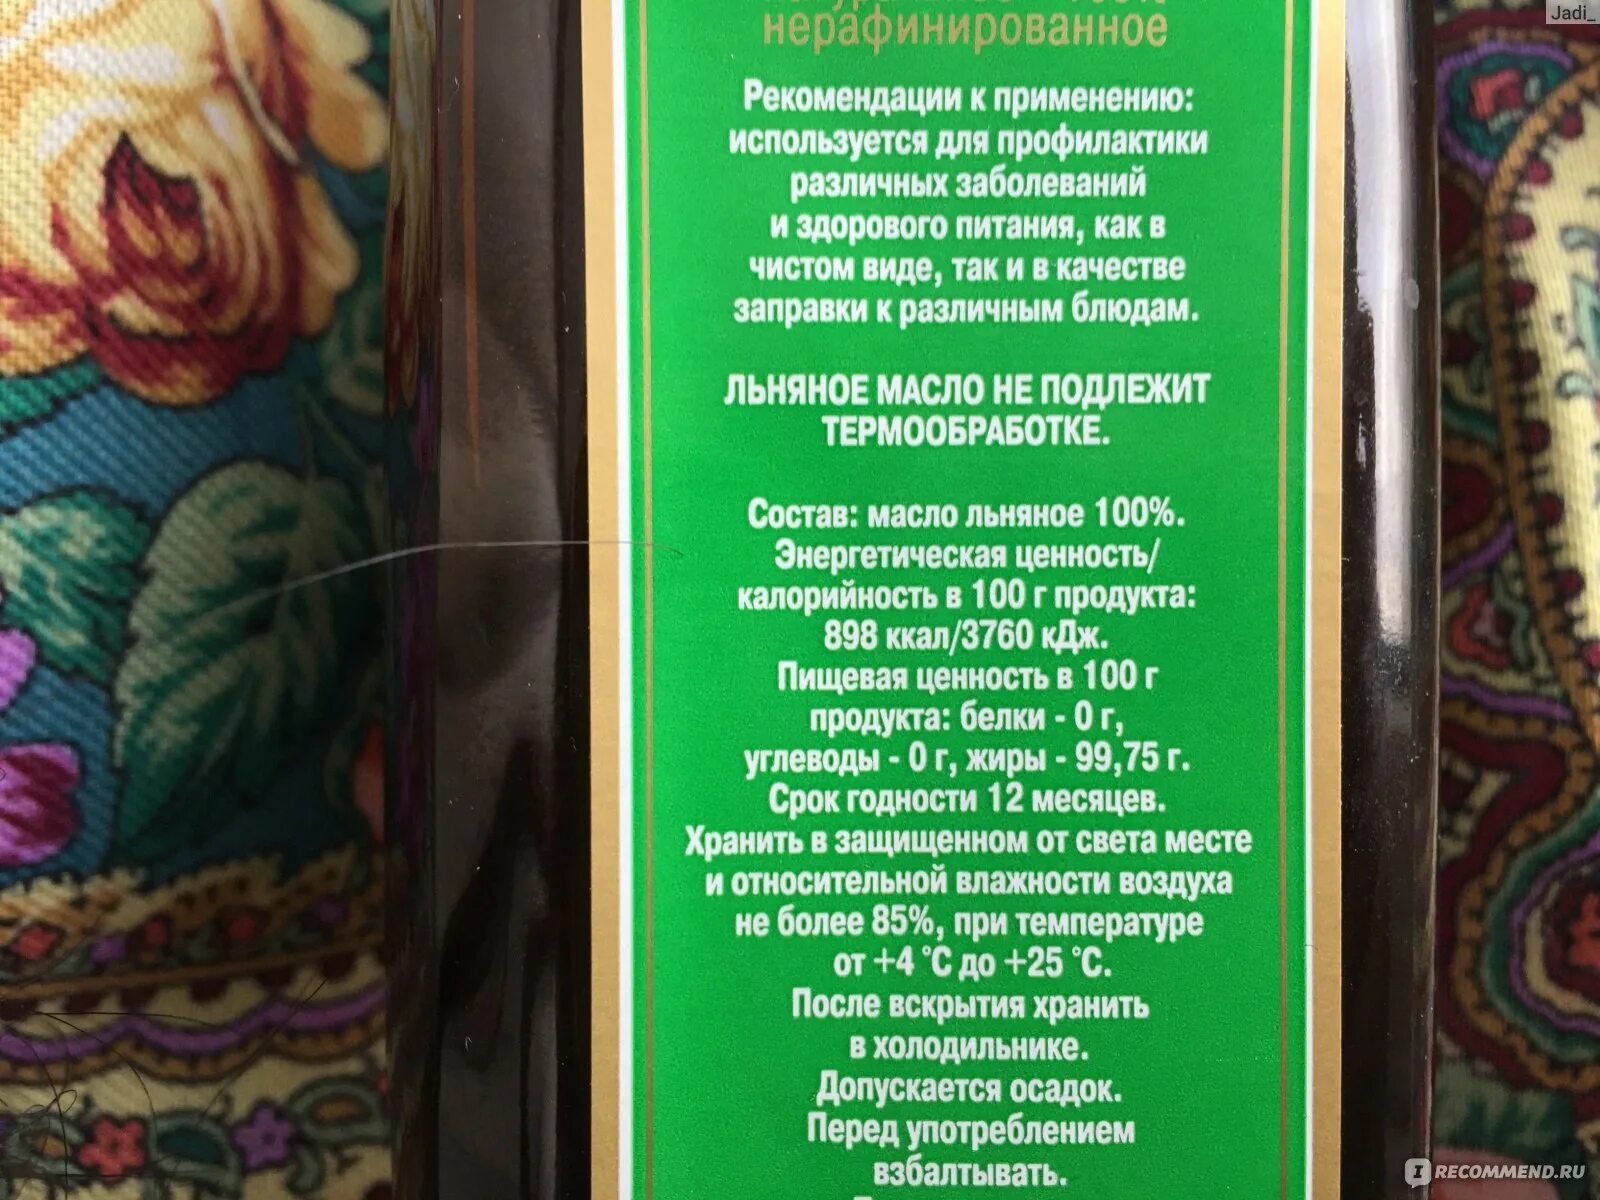 Jadi_
натуральное 100%
нерафинированное
Рекомендации к применению:
используется для профилактики
различных заболеваний
и здорового питания, как в
чистом виде, так и в качестве
заправки к различным блюдам.
ЛЬНЯНОЕ МАСЛО НЕ ПОДЛЕЖИТ
ТЕРМООБРАБОТКЕ.
Состав: масло льняное 100%.
Энергетическая ценность/
калорийность в 100 г продукта:
898 ккал/3760 кДж.
Пищевая ценность в 100 г
продукта: белки - 0 г,
углеводы - 0 г, жиры - 99,75 г.
Срок годности 12 месяцев.
Хранить в защищенном от света месте
и относительной влажности воздуха
не более 85%, при температуре
от +4 °С до +25 °С.
После вскрытия хранить
в холодильнике.
Допускается осадок.
Перед употреблением
взбалтывать.
I RECOMMEND.RU